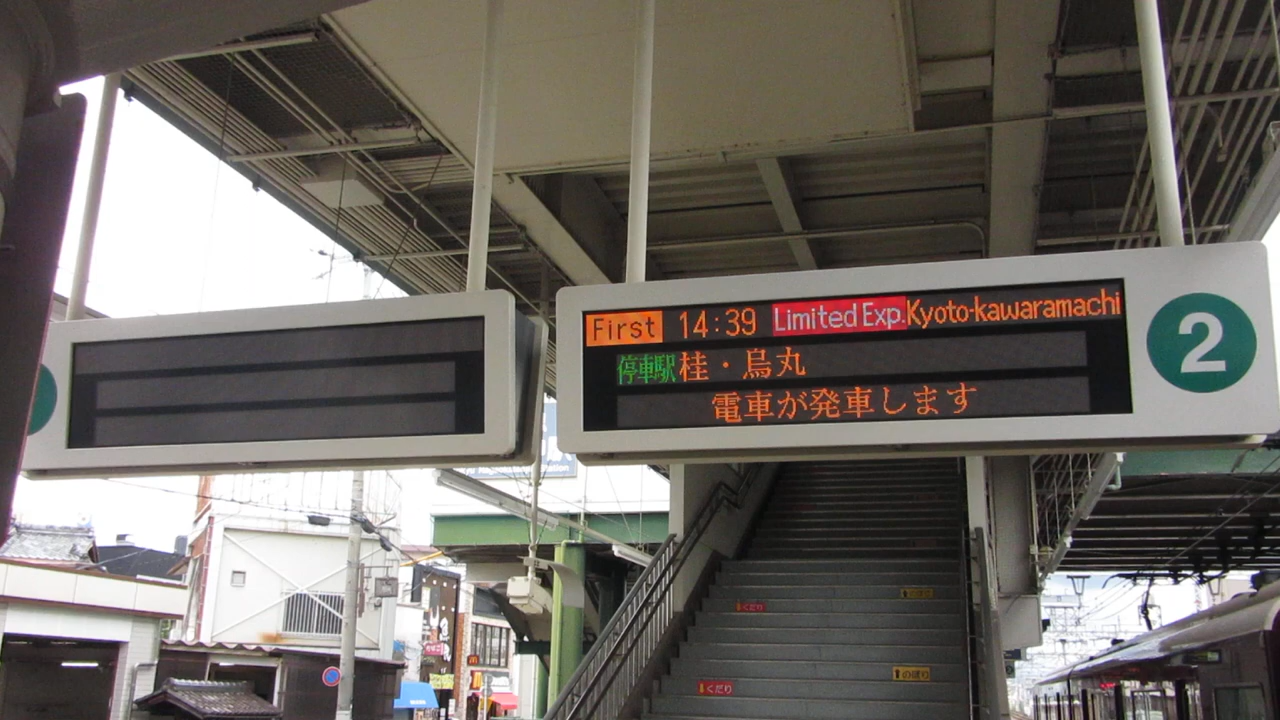 First 14:39 Limited Exp. Kyoto-kawaramachi
停車駅 桂・烏丸
電車が発車します
2
くだり
のぼり
のぼり
くだり